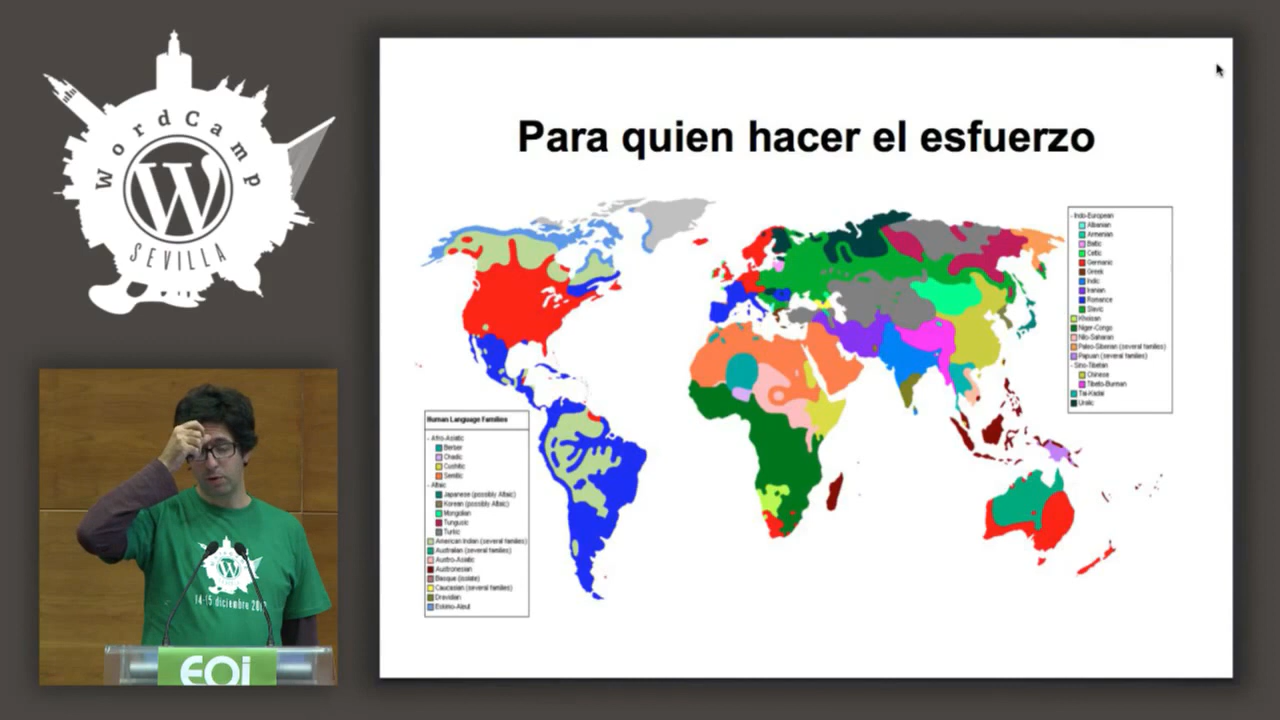 WordCamp
SEVILLA
Para quien hacer el esfuerzo
- Indo-European
Albanian
Armenian
Baltic
Celtic
Germanic
Greek
Indic
Iranian
Romance
Slavic
Khoisan
Niger-Congo
Nilo-Saharan
Paleo-Siberian (several families)
Papuan (several families)
- Sino-Tibetan
Chinese
Tibeto-Burman
Tai-Kadai
Uralic
Human Language Families
- Afro-Asiatic
Berber
Chadic
Cushitic
Semitic
- Altaic
Japanese (possibly Altaic)
Korean (possibly Altaic)
Mongolian
Tungusic
Turkic
American Indian (several families)
Australian (several families)
Austro-Asiatic
Austronesian
Basque (isolate)
Caucasian (several families)
Dravidian
Eskimo-Aleut
14-15 diciembre
EOi